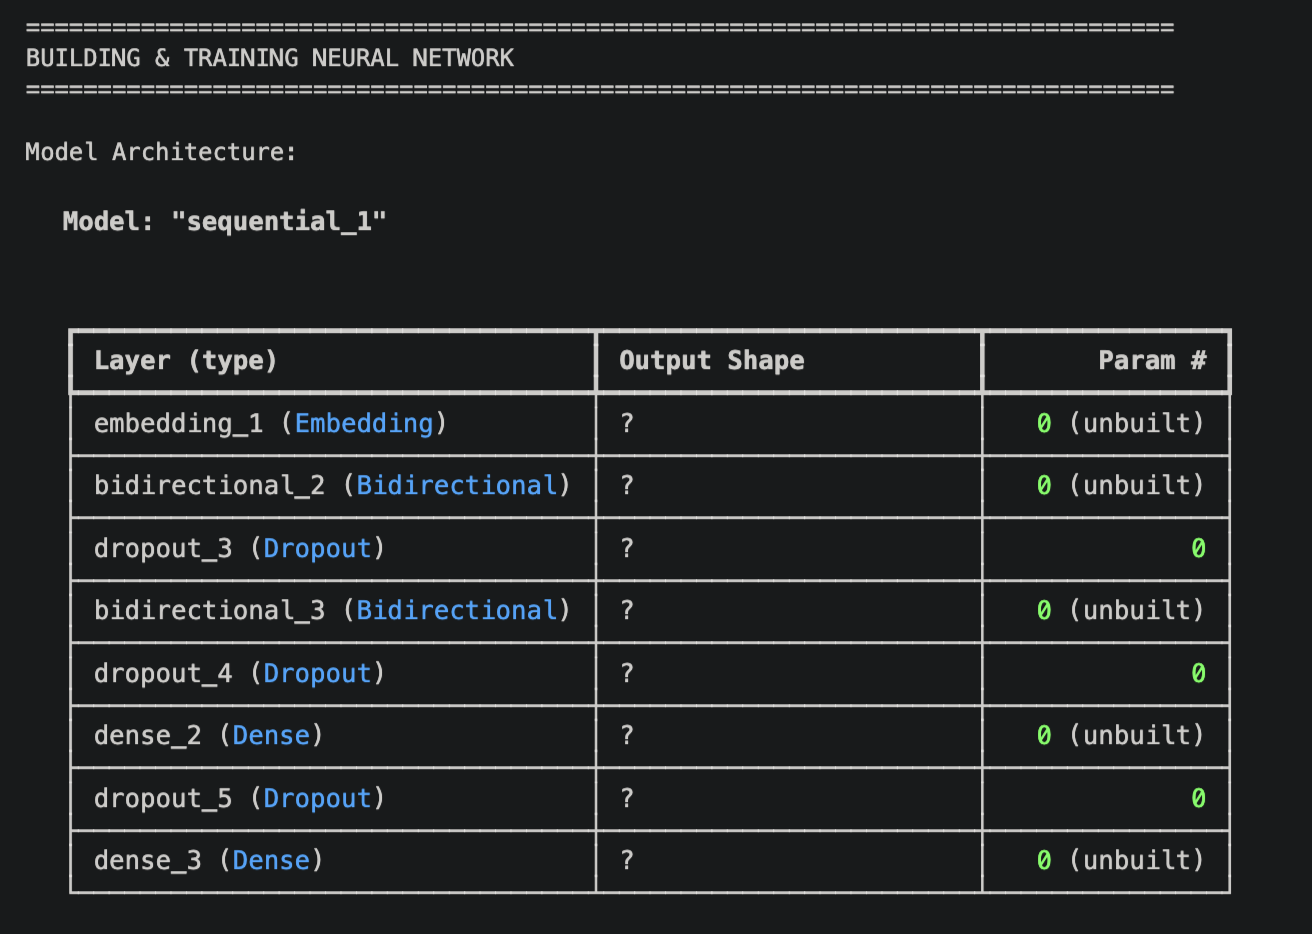 ================================================================================
BUILDING & TRAINING NEURAL NETWORK
================================================================================
Model Architecture:
Model: "sequential_1"
Layer (type) Output Shape Param #
embedding_1 (Embedding) ? 0 (unbuilt)
bidirectional_2 (Bidirectional) ? 0 (unbuilt)
dropout_3 (Dropout) ? 0
bidirectional_3 (Bidirectional) ? 0 (unbuilt)
dropout_4 (Dropout) ? 0
dense_2 (Dense) ? 0 (unbuilt)
dropout_5 (Dropout) ? 0
dense_3 (Dense) ? 0 (unbuilt)